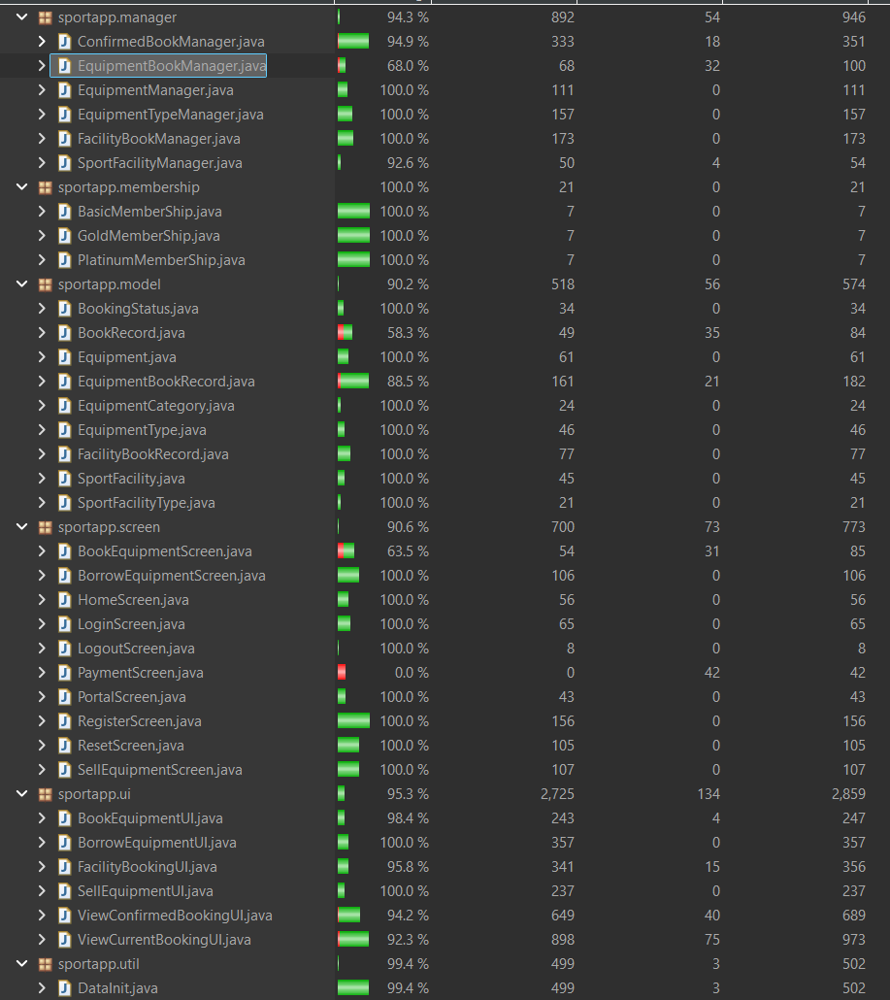 sportapp.manager 94.3 % 892 54 946
ConfirmedBookManager.java 94.9 % 333 18 351
EquipmentBookManager.java 68.0 % 68 32 100
EquipmentManager.java 100.0 % 111 0 111
EquipmentTypeManager.java 100.0 % 157 0 157
FacilityBookManager.java 100.0 % 173 0 173
SportFacilityManager.java 92.6 % 50 4 54
sportapp.membership 100.0 % 21 0 21
BasicMemberShip.java 100.0 % 7 0 7
GoldMemberShip.java 100.0 % 7 0 7
PlatinumMemberShip.java 100.0 % 7 0 7
sportapp.model 90.2 % 518 56 574
BookingStatus.java 100.0 % 34 0 34
BookRecord.java 58.3 % 49 35 84
Equipment.java 100.0 % 61 0 61
EquipmentBookRecord.java 88.5 % 161 21 182
EquipmentCategory.java 100.0 % 24 0 24
EquipmentType.java 100.0 % 46 0 46
FacilityBookRecord.java 100.0 % 77 0 77
SportFacility.java 100.0 % 45 0 45
SportFacilityType.java 100.0 % 21 0 21
sportapp.screen 90.6 % 700 73 773
BookEquipmentScreen.java 63.5 % 54 31 85
BorrowEquipmentScreen.java 100.0 % 106 0 106
HomeScreen.java 100.0 % 56 0 56
LoginScreen.java 100.0 % 65 0 65
LogoutScreen.java 100.0 % 8 0 8
PaymentScreen.java 0.0 % 0 42 42
PortalScreen.java 100.0 % 43 0 43
RegisterScreen.java 100.0 % 156 0 156
ResetScreen.java 100.0 % 105 0 105
SellEquipmentScreen.java 100.0 % 107 0 107
sportapp.ui 95.3 % 2,725 134 2,859
BookEquipmentUI.java 98.4 % 243 4 247
BorrowEquipmentUI.java 100.0 % 357 0 357
FacilityBookingUI.java 95.8 % 341 15 356
SellEquipmentUI.java 100.0 % 237 0 237
ViewConfirmedBookingUI.java 94.2 % 649 40 689
ViewCurrentBookingUI.java 92.3 % 898 75 973
sportapp.util 99.4 % 499 3 502
DataInit.java 99.4 % 499 3 502